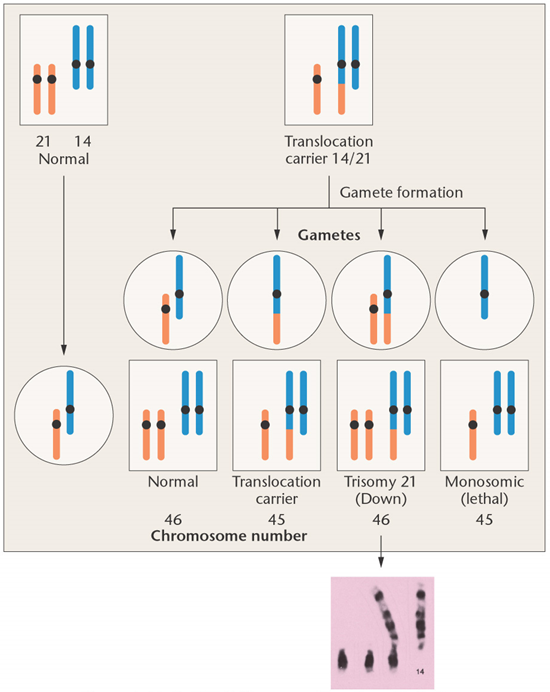 21 14
Normal
Translocation
carrier 14/21
Gamete formation
Gametes
Normal
Translocation
carrier
Trisomy 21
(Down)
Monosomic
(lethal)
46 45 46 45
Chromosome number
14